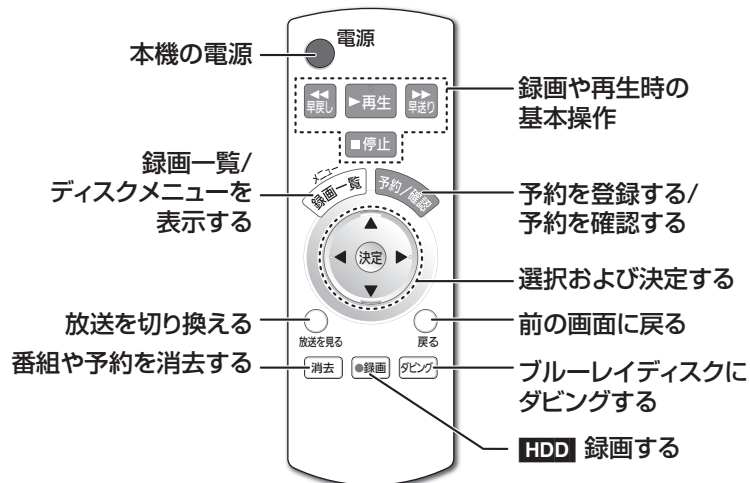 電源
本機の電源
◀◀
早戻し
▶再生
▶▶
早送り
録画や再生時の
基本操作
■停止
録画一覧/
ディスクメニューを
表示する
メニュー
録画一覧
予約/確認
予約を登録する/
予約を確認する
決定
選択および決定する
放送を切り換える
放送を見る
戻る
前の画面に戻る
番組や予約を消去する
消去
●録画
ダビング
ブルーレイディスクに
ダビングする
HDD 録画する